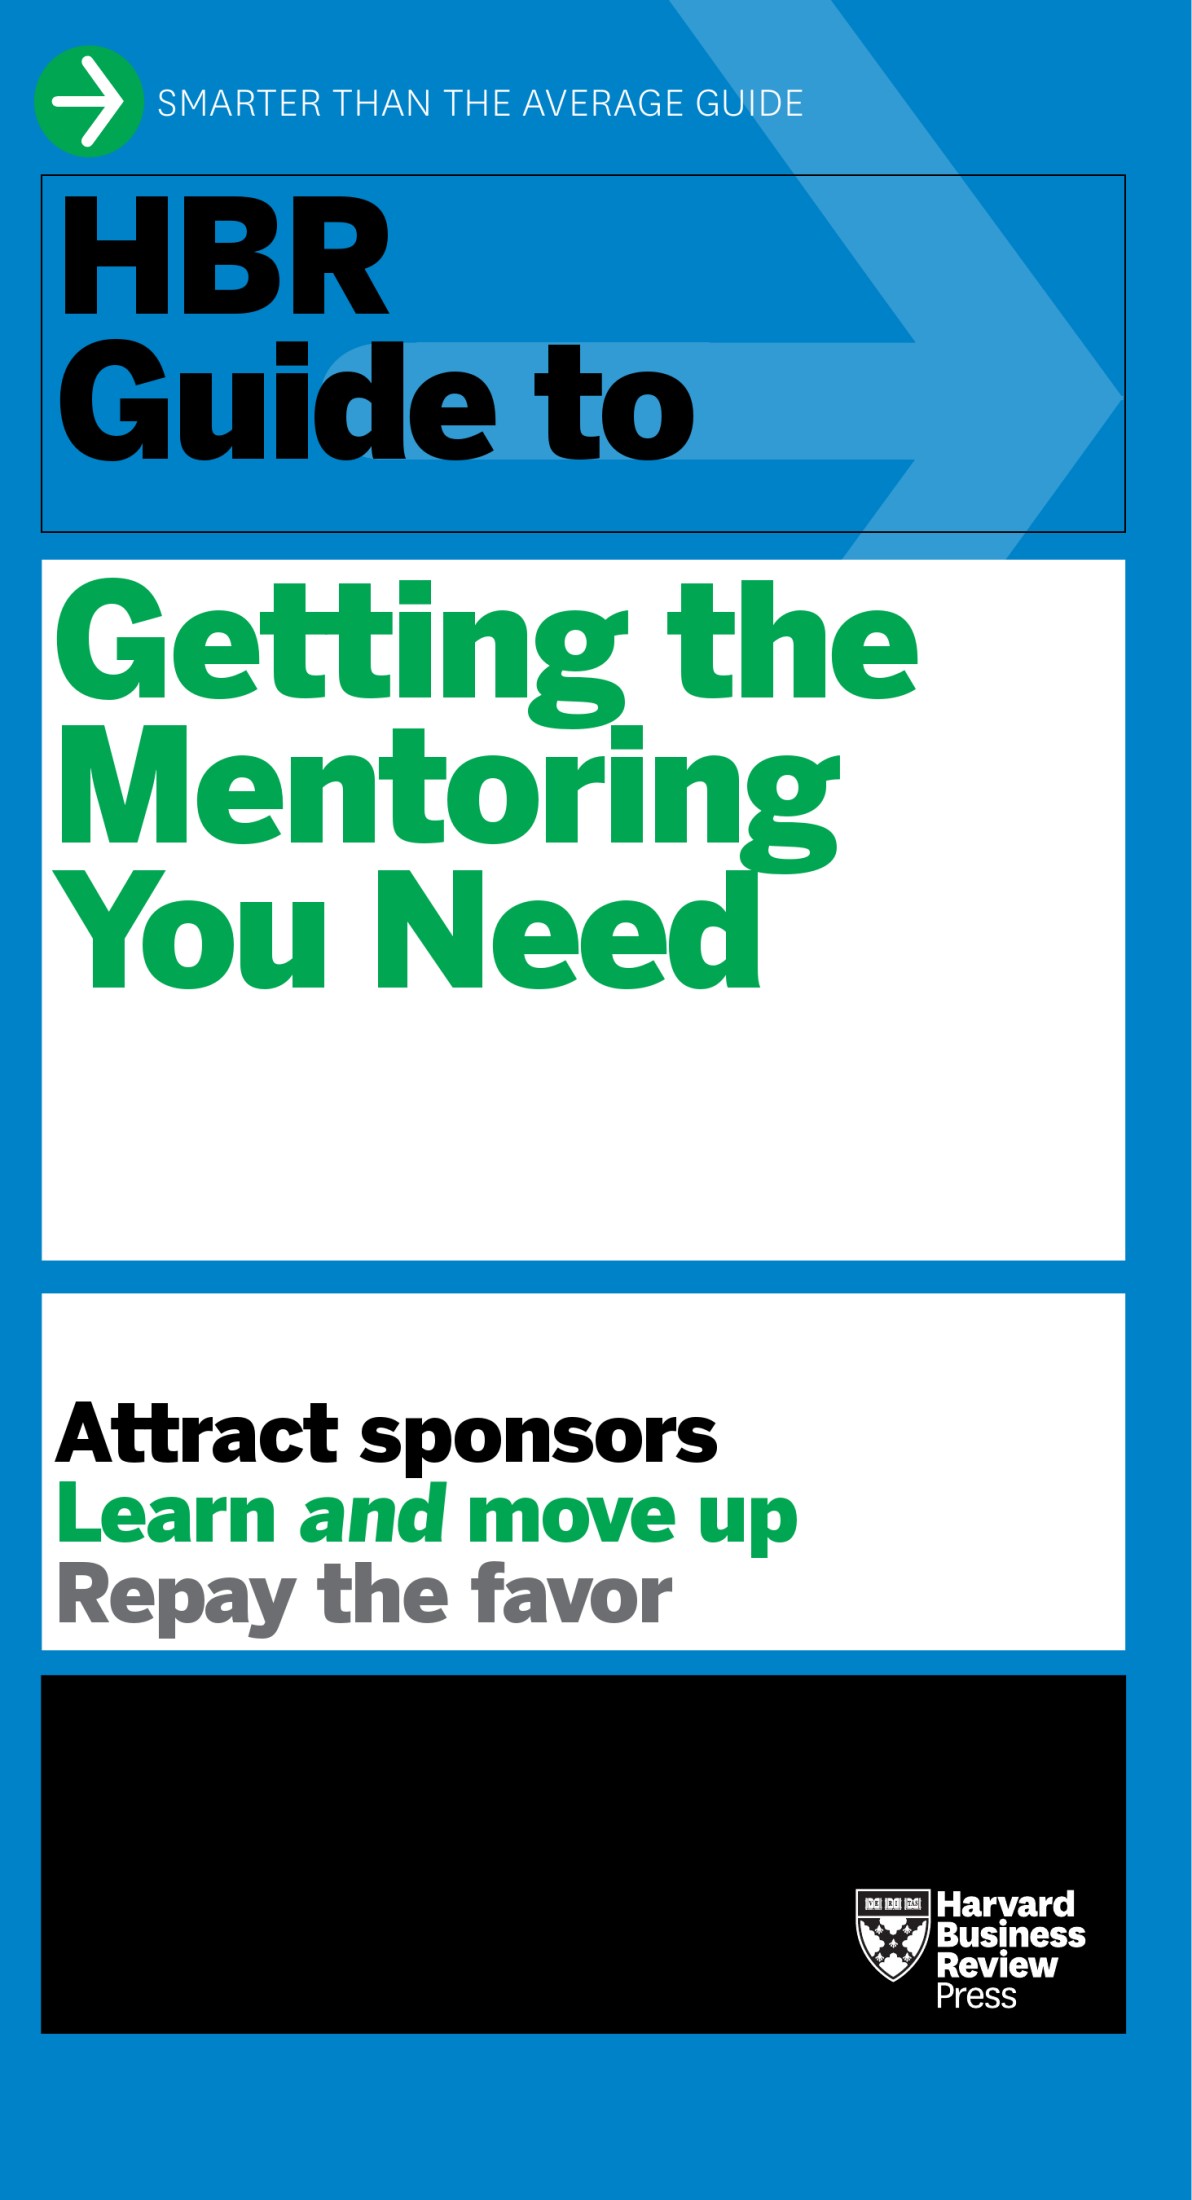 SMARTER THAN THE AVERAGE GUIDE
HBR
Guide to
Getting the
Mentoring
You Need
Attract sponsors
Learn and move up
Repay the favor
Harvard
Business
Review
Press